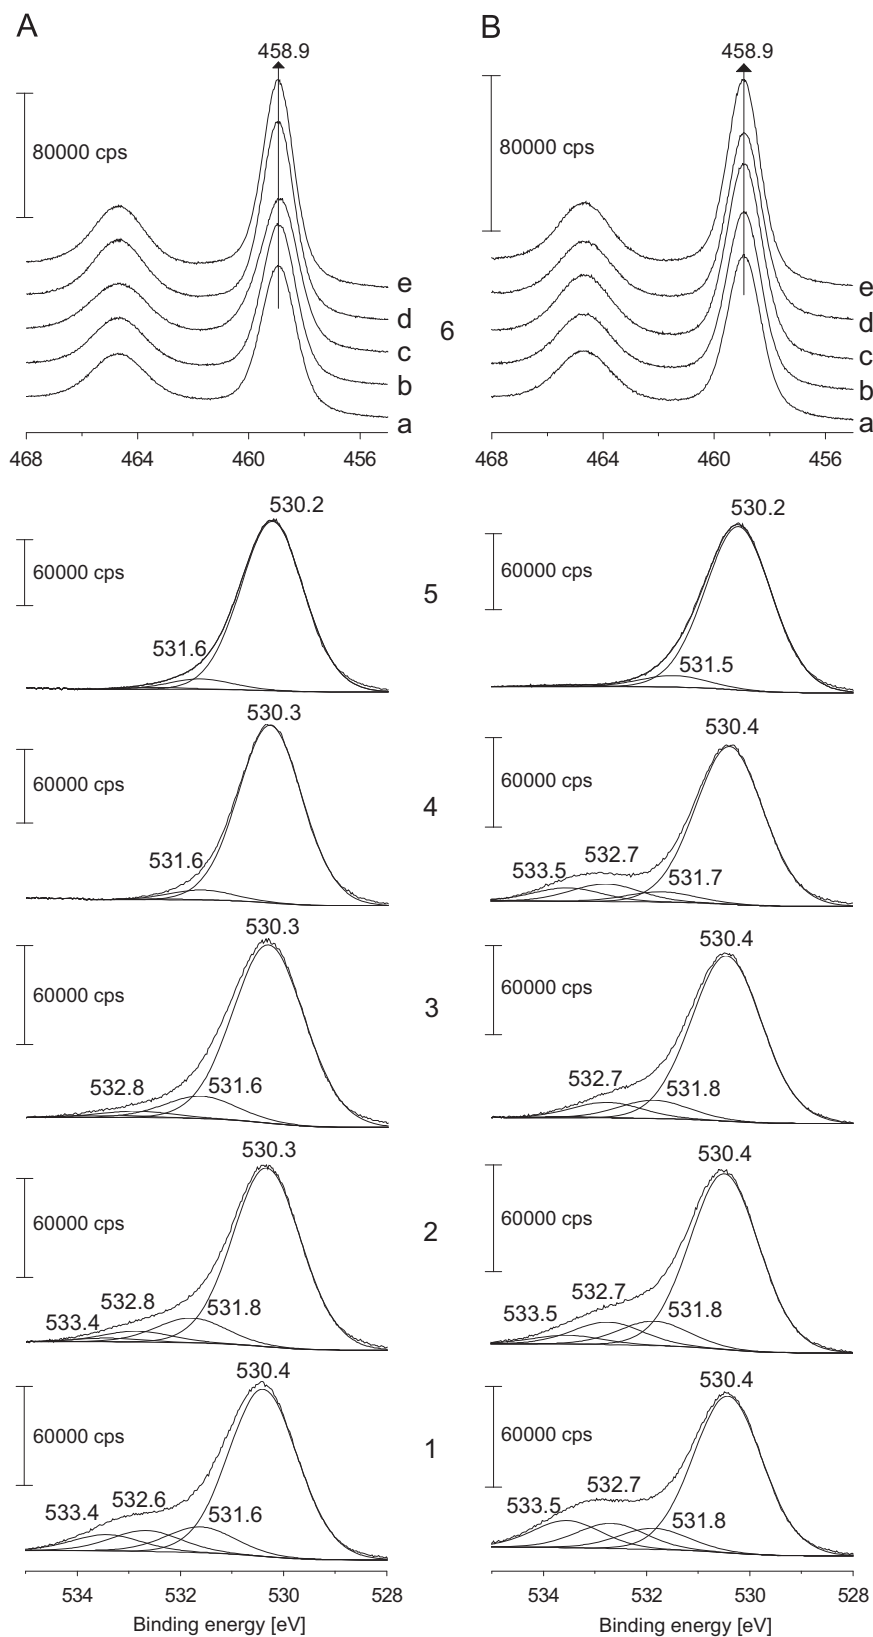 A
B
458.9
458.9
80000 cps
80000 cps
e
d
c
b
a
e
d
c
b
a
6
468
464
460
456
468
464
460
456
530.2
530.2
60000 cps
60000 cps
5
531.6
531.5
530.3
530.4
60000 cps
60000 cps
4
531.6
533.5
532.7
531.7
530.3
530.4
60000 cps
60000 cps
3
532.8
531.6
532.7
531.8
530.3
530.4
60000 cps
60000 cps
2
533.4
532.8
531.8
533.5
532.7
531.8
530.4
530.4
60000 cps
60000 cps
1
533.4
532.6
531.6
533.5
532.7
531.8
534
532
530
528
534
532
530
528
Binding energy [eV]
Binding energy [eV]